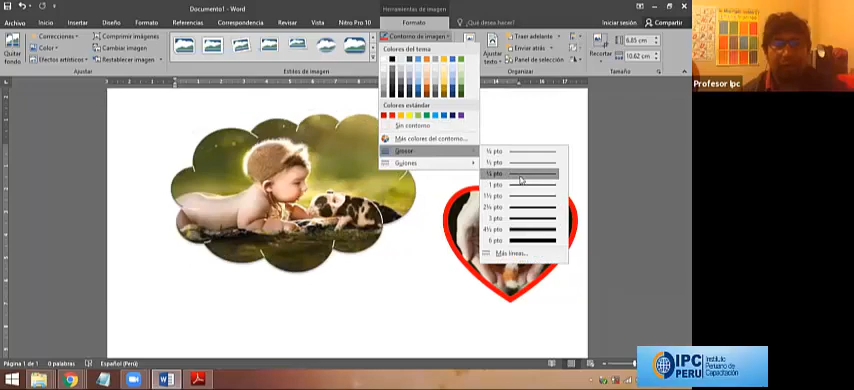 Documento1 - Word
Herramientas de imagen
Archivo Inicio Insertar Diseño Formato Referencias Correspondencia Revisar Vista Nitro Pro 10 Formato ¿Qué desea hacer? Iniciar sesión Compartir
Quitar fondo
Correcciones
Color
Efectos artísticos
Comprimir imágenes
Cambiar imagen
Restablecer imagen
Ajustar
Estilos de imagen
Contorno de imagen
Ajustar texto
Traer adelante
Enviar atrás
Panel de selección
Organizar
Recortar
6.85 cm
10.62 cm
Tamaño
Colores del tema
Colores estándar
Sin contorno
Más colores del contorno...
Grosor
Guiones
¼ pto
½ pto
¾ pto
1 pto
1½ pto
2¼ pto
3 pto
4½ pto
6 pto
Más líneas...
Profesor Ipc
Página 1 de 1 0 palabras Español (Perú)
IPC PERU
Instituto
Peruano de
Capacitación